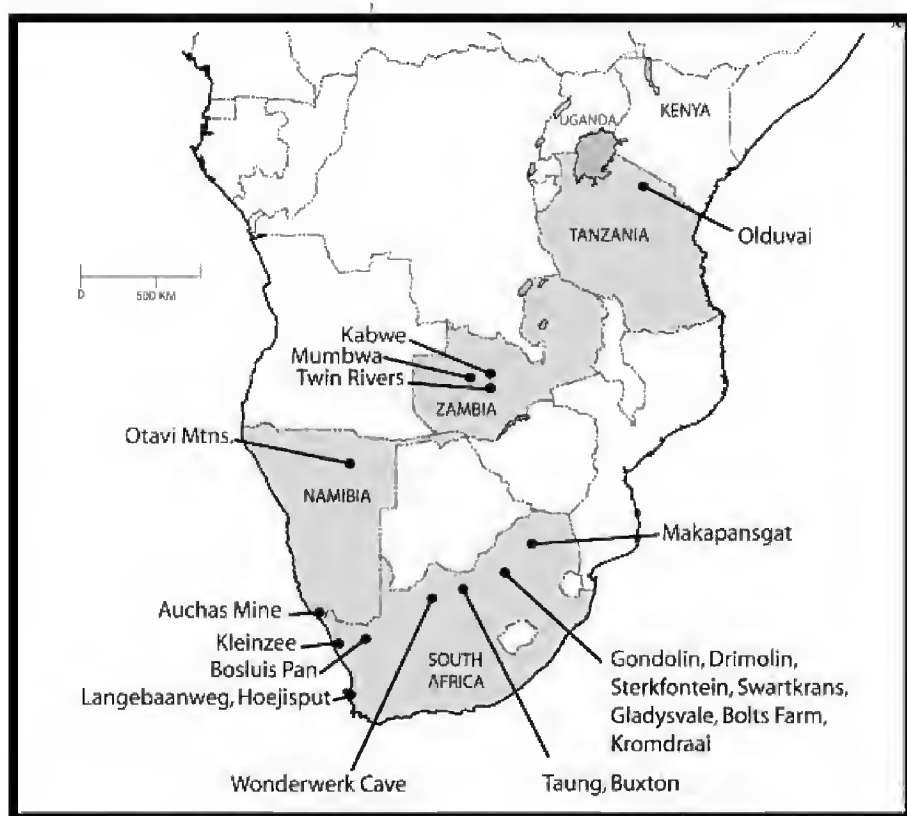 UGANDA
KENYA
TANZANIA
Olduvai
0
500 KM
Kabwe
Mumbwa
Twin Rivers
ZAMBIA
Otavi Mtns.
NAMIBIA
Makapansgat
Auchas Mine
Kleinzee
Bosluis Pan
Langebaanweg, Hoejisput
SOUTH
AFRICA
Gondolin, Drimolin,
Sterkfontein, Swartkrans,
Gladysvale, Bolts Farm,
Kromdraai
Wonderwerk Cave
Taung, Buxton